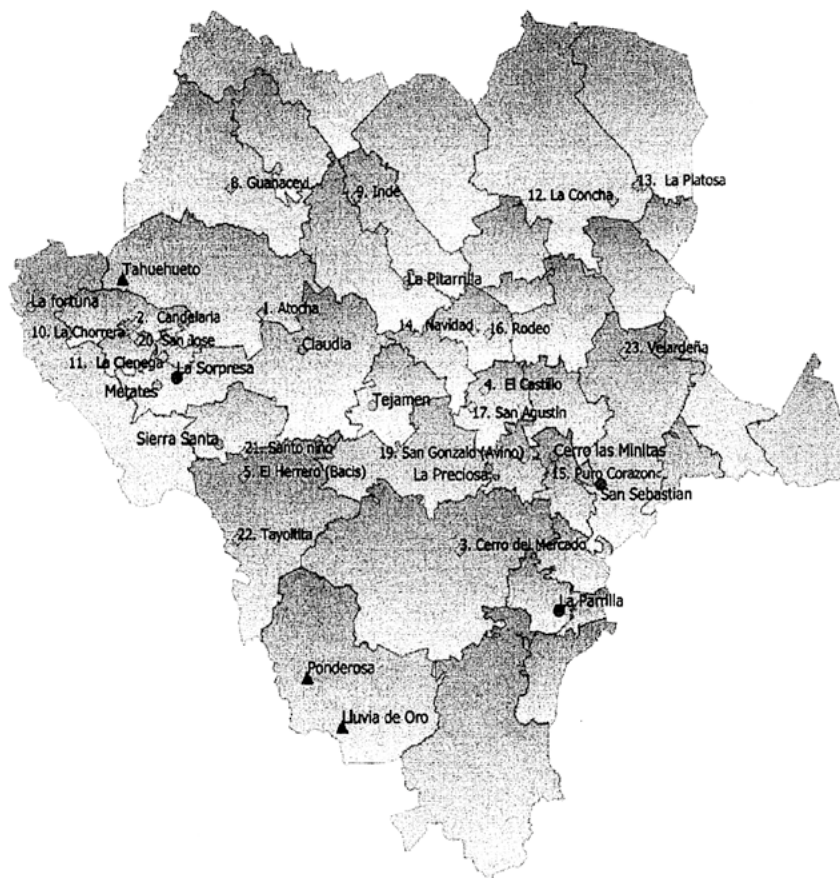 13. La Platosa
8. Guanacevi
9. Inde
12. La Concha
Tahuehueto
La Pitarrilla
La fortuna
1. Atocha
2. Candelaria
10. La Chorrera
14. Navidad
16. Rodeo
20. San Jose
Claudia
23. Velardeña
11. La Cienega
La Sorpresa
Metates
4. El Castillo
Tejamen
17. San Agustin
Sierra Santa
21. Santo niño
19. San Gonzalo (Avino)
Cerro las Minitas
5. El Herrero (Bacis)
La Preciosa
15. Puro Corazon
San Sebastian
22. Tayoltita
3. Cerro del Mercado
La Parrilla
Ponderosa
Lluvia de Oro